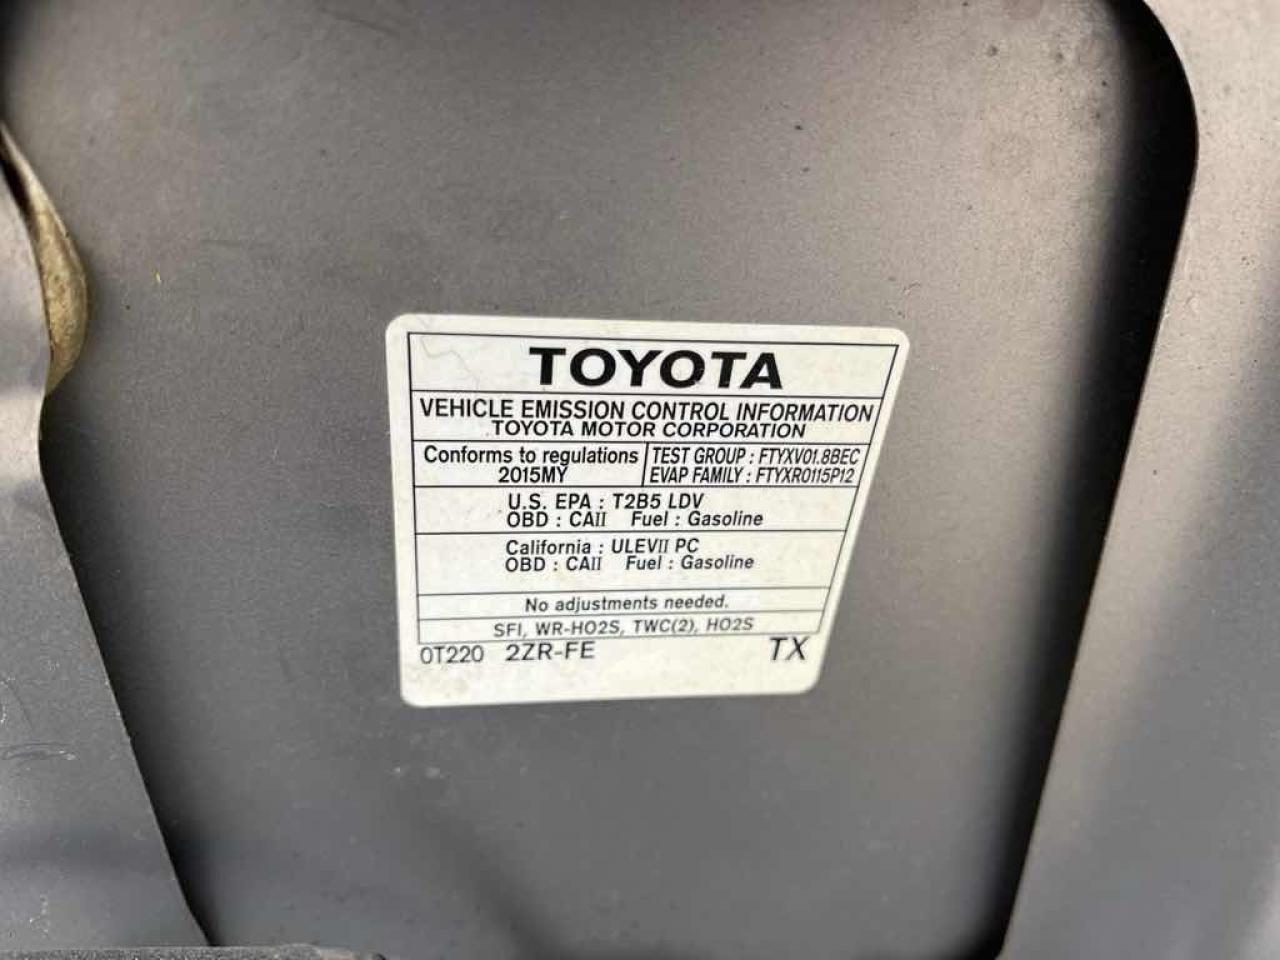 TOYOTA
VEHICLE EMISSION CONTROL INFORMATION
TOYOTA MOTOR CORPORATION
Conforms to regulations
2015MY
TEST GROUP : FTYXV01.8BEC
EVAP FAMILY : FTYXR0115P12
U.S. EPA : T2B5 LDV
OBD : CAII Fuel : Gasoline
California : ULEVII PC
OBD : CAII Fuel : Gasoline
No adjustments needed.
SFI, WR-HO2S, TWC(2), HO2S
0T220 2ZR-FE TX